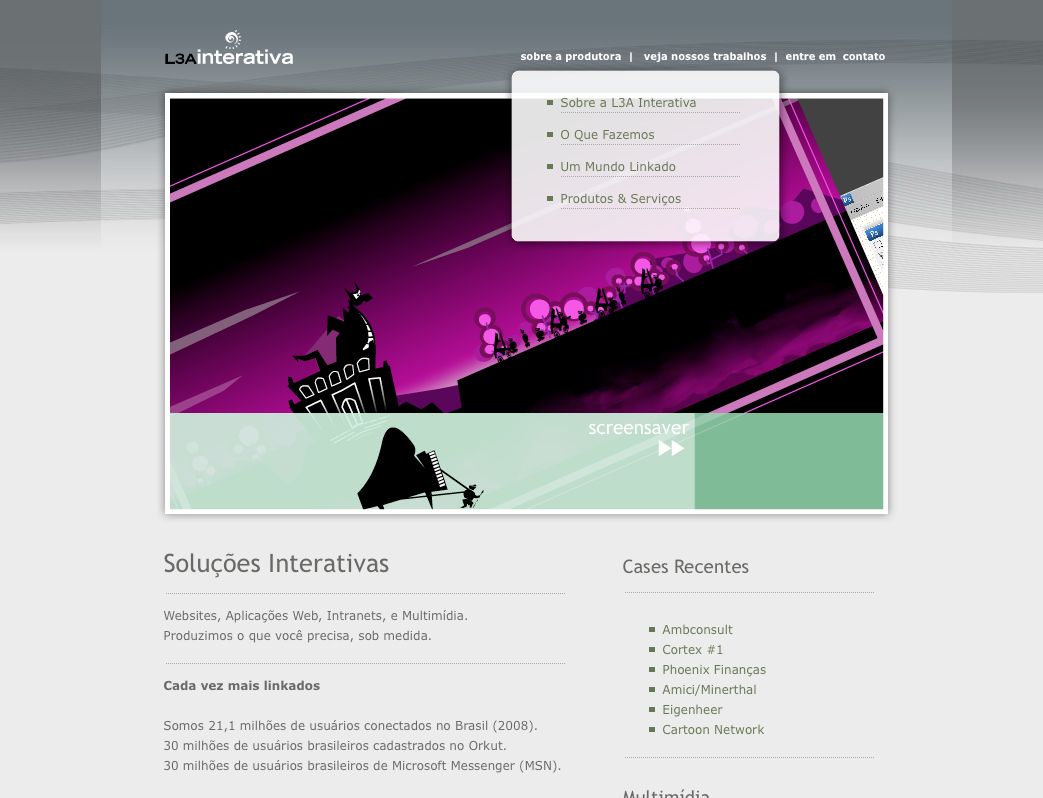 L3Ainterativa
sobre a produtora | veja nossos trabalhos | entre em contato
Sobre a L3A Interativa
O Que Fazemos
Um Mundo Linkado
Produtos & Serviços
Ps
Ps
screensaver
Soluções Interativas
Websites, Aplicações Web, Intranets, e Multimídia.
Produzimos o que você precisa, sob medida.
Cada vez mais linkados
Somos 21,1 milhões de usuários conectados no Brasil (2008).
30 milhões de usuários brasileiros cadastrados no Orkut.
30 milhões de usuários brasileiros de Microsoft Messenger (MSN).
Cases Recentes
Ambconsult
Cortex #1
Phoenix Finanças
Amici/Minerthal
Eigenheer
Cartoon Network
Multimídia